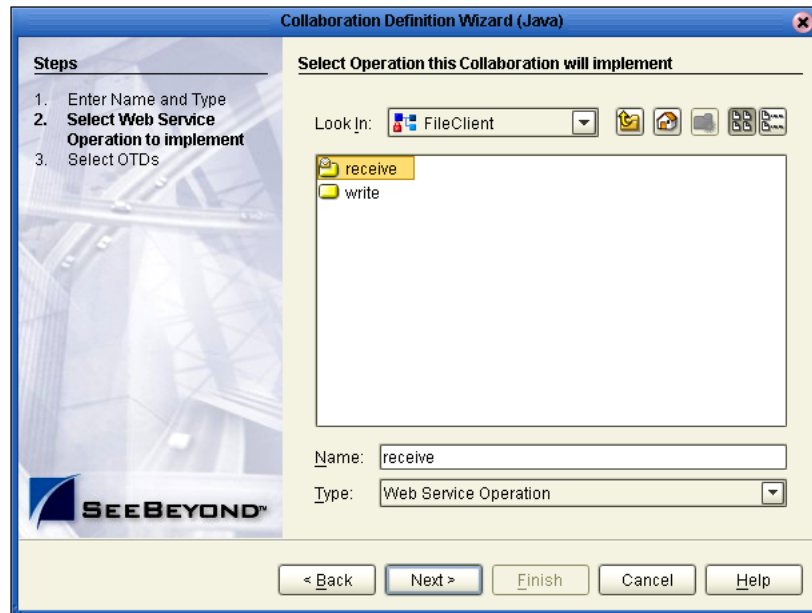 Collaboration Definition Wizard (Java)
Steps
1. Enter Name and Type
2. Select Web Service
Operation to implement
3. Select OTDs
Select Operation this Collaboration will implement
Look In: FileClient
receive
write
Name: receive
Type: Web Service Operation
SEEBEYOND™
< Back Next > Finish Cancel Help